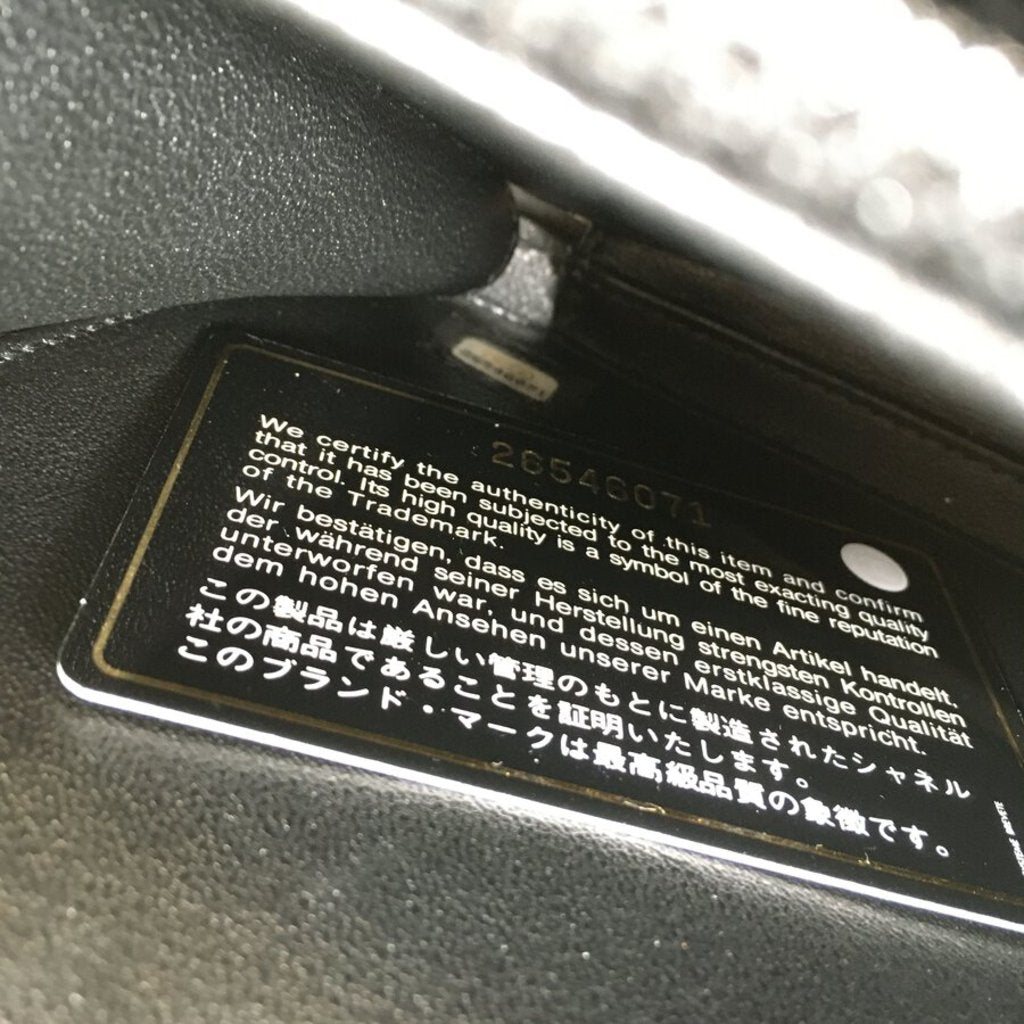 26546071
We certify the authenticity of this item and confirm
that it has been subjected to the most exacting quality
control. Its high quality is a symbol of the fine reputation
of the Trademark.
Wir bestätigen, dass es sich um einen Artikel handelt.
der während seiner Herstellung strengsten Kontrollen
unterworfen war, und dessen erstklassige Qualität
dem hohen Ansehen unserer Marke entspricht.
この製品は厳しい管理のもとに製造されたシャネル
社の商品であることを証明いたします。
このブランド・マークは最高級品質の象徴です。